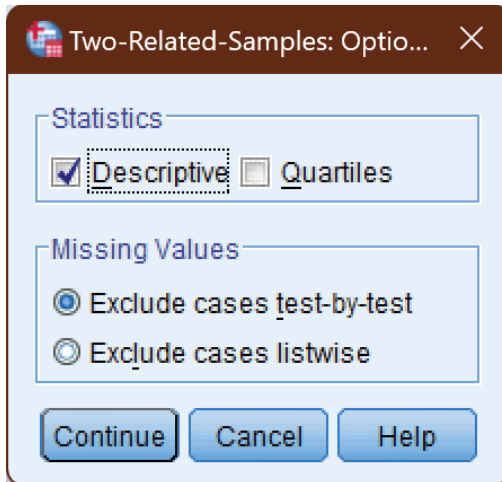 Two-Related-Samples: Optio...
Statistics
Descriptive Quartiles
Missing Values
Exclude cases test-by-test
Exclude cases listwise
Continue Cancel Help